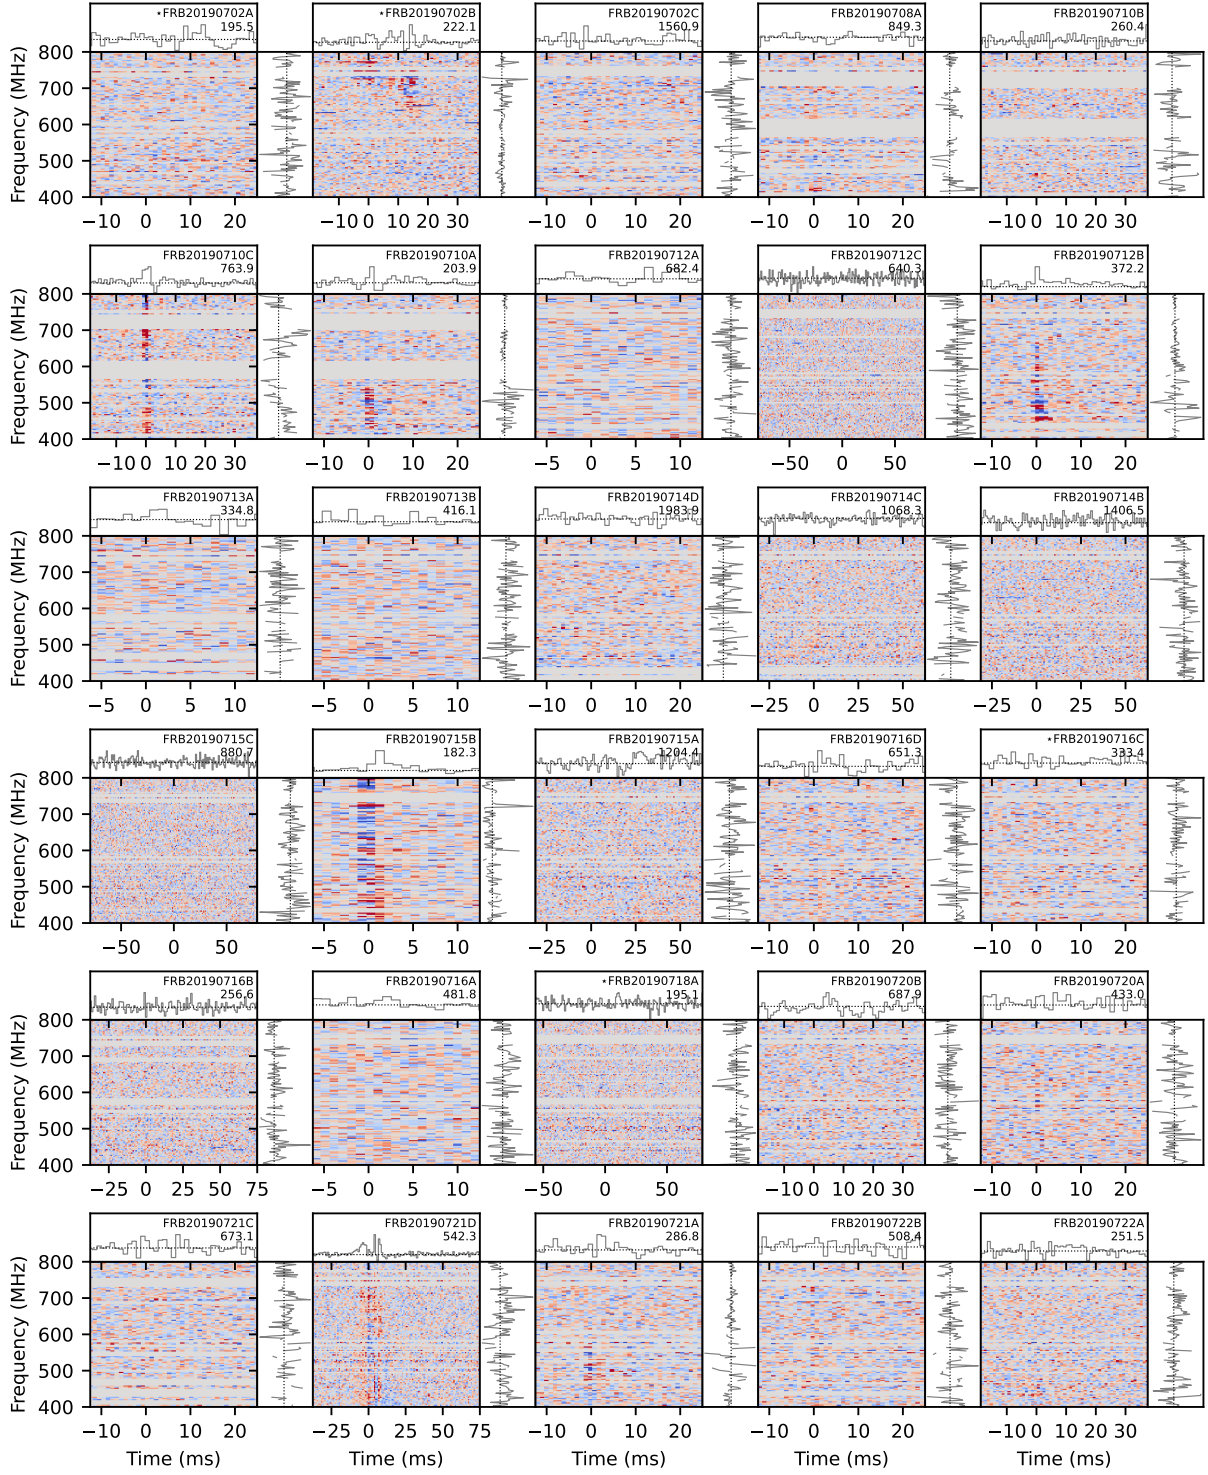 ⋆FRB20190702A
195.5
⋆FRB20190702B
222.1
FRB20190702C
1560.9
FRB20190708A
849.3
FRB20190710B
260.4
Frequency (MHz)
800
700
600
500
400
−10 0 10 20
−10 0 10 20 30
−10 0 10 20
−10 0 10 20
−10 0 10 20 30
FRB20190710C
763.9
FRB20190710A
203.9
FRB20190712A
682.4
FRB20190712C
640.3
FRB20190712B
372.2
Frequency (MHz)
800
700
600
500
400
−10 0 10 20 30
−10 0 10 20
−5 0 5 10
−50 0 50
−10 0 10 20
FRB20190713A
334.8
FRB20190713B
416.1
FRB20190714D
1983.9
FRB20190714C
1068.3
FRB20190714B
1406.5
Frequency (MHz)
800
700
600
500
400
−5 0 5 10
−5 0 5 10
−10 0 10 20
−25 0 25 50
−25 0 25 50
FRB20190715C
880.7
FRB20190715B
182.3
FRB20190715A
1204.4
FRB20190716D
651.3
⋆FRB20190716C
333.4
Frequency (MHz)
800
700
600
500
400
−50 0 50
−5 0 5 10
−25 0 25 50
−10 0 10 20
−10 0 10 20
FRB20190716B
256.6
FRB20190716A
481.8
⋆FRB20190718A
195.1
FRB20190720B
687.9
FRB20190720A
433.0
Frequency (MHz)
800
700
600
500
400
−25 0 25 50 75
−5 0 5 10
−50 0 50
−10 0 10 20 30
−10 0 10 20
FRB20190721C
673.1
FRB20190721D
542.3
FRB20190721A
286.8
FRB20190722B
508.4
FRB20190722A
251.5
Frequency (MHz)
800
700
600
500
400
−10 0 10 20
−25 0 25 50 75
−10 0 10 20
−10 0 10 20
−10 0 10 20 30
Time (ms)
Time (ms)
Time (ms)
Time (ms)
Time (ms)